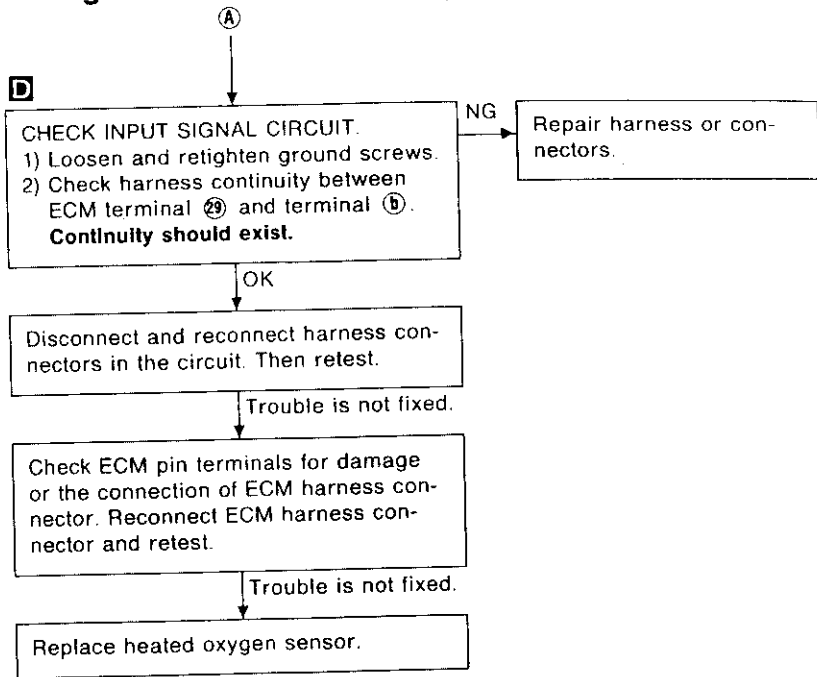 Ⓐ
D
CHECK INPUT SIGNAL CIRCUIT.
1) Loosen and retighten ground screws.
2) Check harness continuity between
ECM terminal ㉙ and terminal ⓑ.
Continuity should exist.
NG
Repair harness or con-
nectors.
OK
Disconnect and reconnect harness con-
nectors in the circuit. Then retest.
Trouble is not fixed.
Check ECM pin terminals for damage
or the connection of ECM harness con-
nector. Reconnect ECM harness con-
nector and retest.
Trouble is not fixed.
Replace heated oxygen sensor.